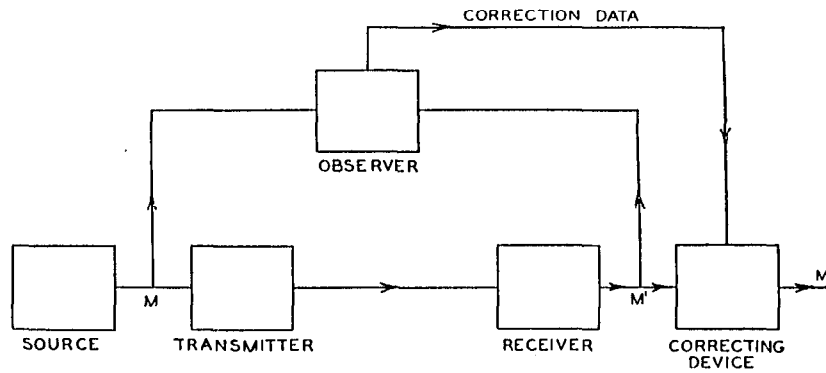 CORRECTION DATA
OBSERVER
M
M'
M
SOURCE
TRANSMITTER
RECEIVER
CORRECTING
DEVICE